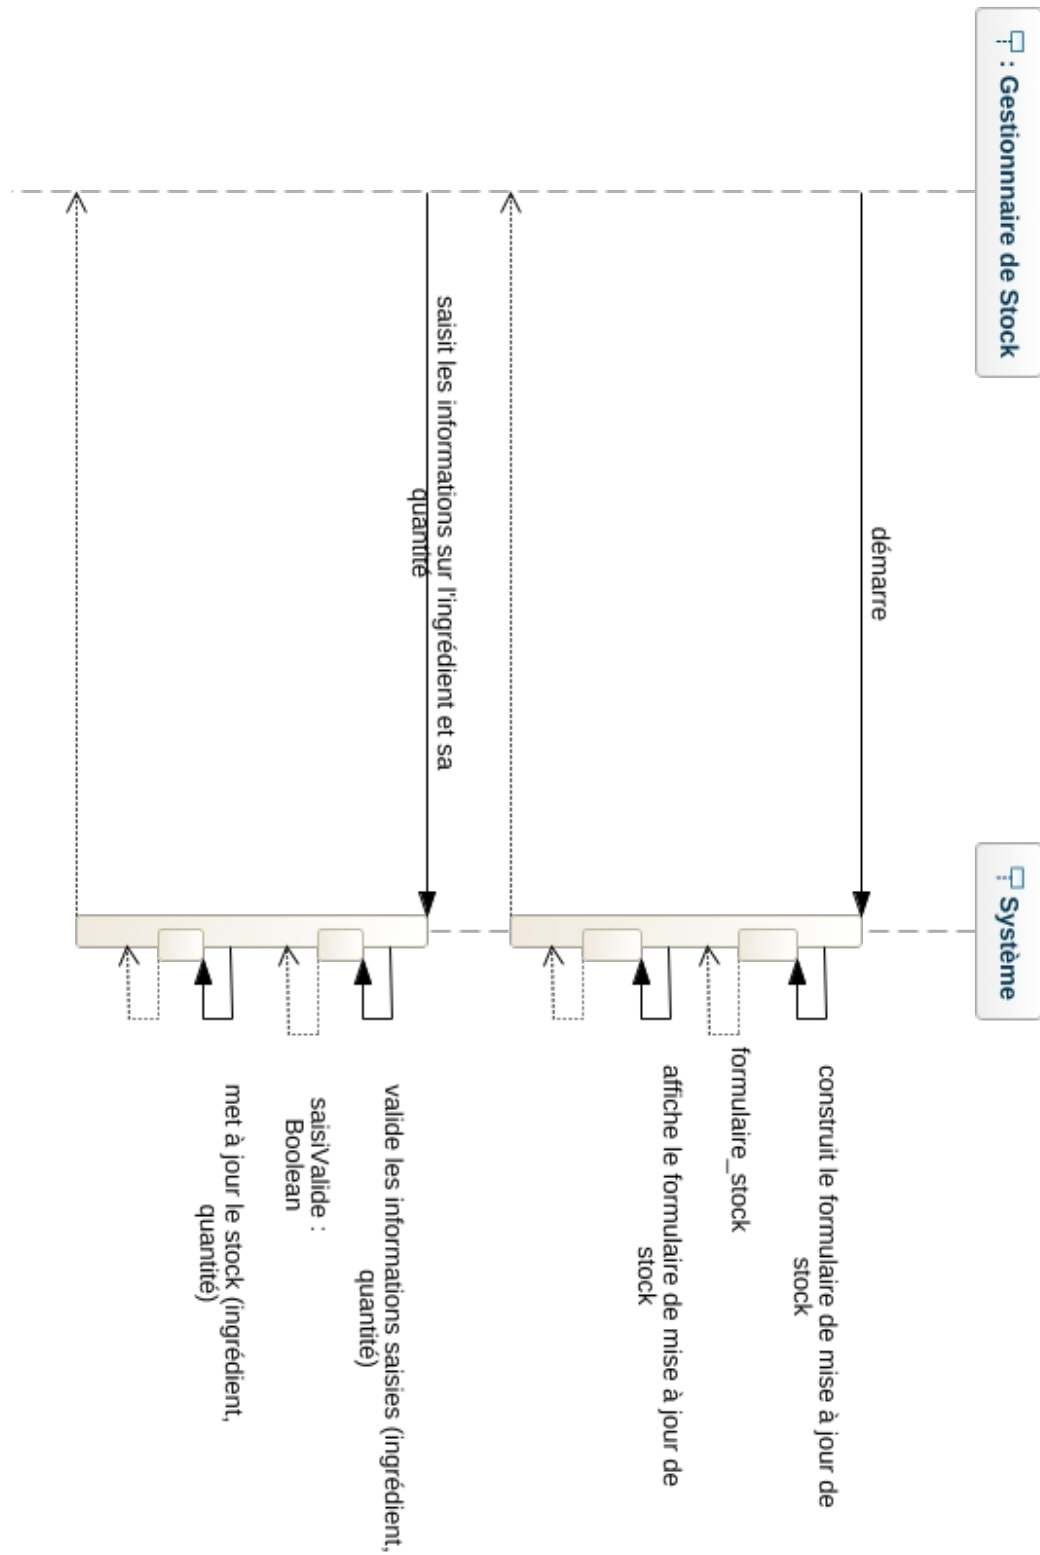 : Gestionnnaire de Stock
Système
démarre
construit le formulaire de mise à jour de
stock
formulaire_stock
affiche le formulaire de mise à jour de
stock
saisit les informations sur l'ingrédient et sa
quantité
valide les informations saisies (ingrédient,
quantité)
saisiValide :
Boolean
met à jour le stock (ingrédient,
quantité)